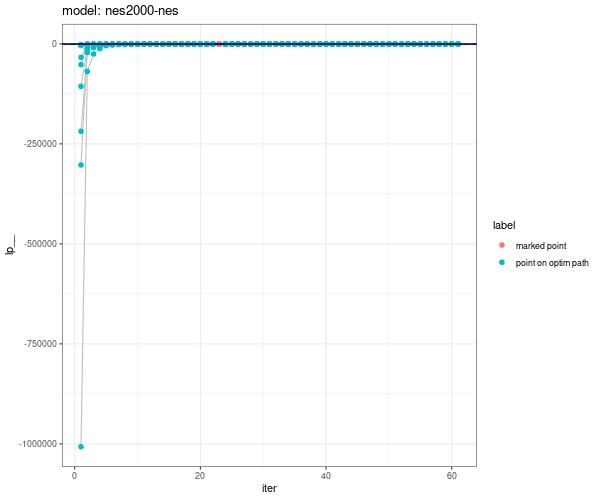 model: nes2000-nes
0
-250000
-500000
-750000
-1000000
lp__
0 20 40 60
iter
label
marked point
point on optim path